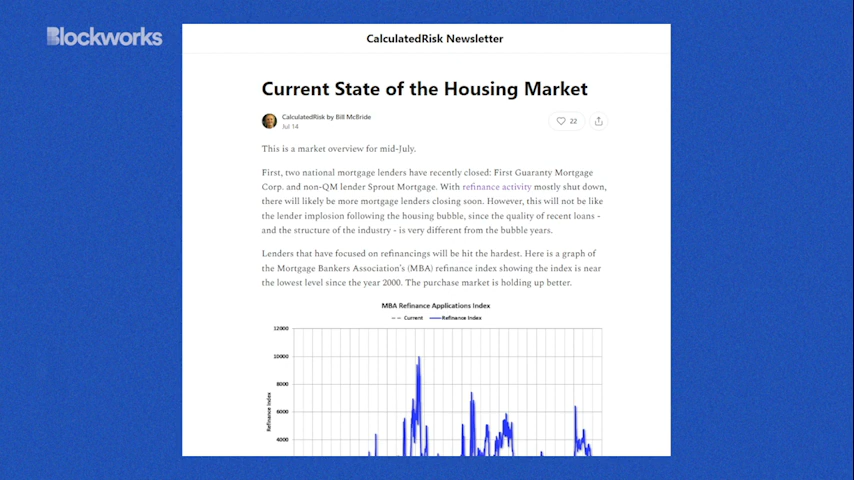 Blockworks
CalculatedRisk Newsletter
Current State of the Housing Market
CalculatedRisk by Bill McBride
Jul 14
22
This is a market overview for mid-July.
First, two national mortgage lenders have recently closed: First Guaranty Mortgage
Corp. and non-QM lender Sprout Mortgage. With refinance activity mostly shut down,
there will likely be more mortgage lenders closing soon. However, this will not be like
the lender implosion following the housing bubble, since the quality of recent loans -
and the structure of the industry - is very different from the bubble years.
Lenders that have focused on refinancings will be hit the hardest. Here is a graph of
the Mortgage Bankers Association's (MBA) refinance index showing the index is near
the lowest level since the year 2000. The purchase market is holding up better.
MBA Refinance Applications Index
Current Refinance Index
12000
10000
8000
6000
4000
Refinance Index